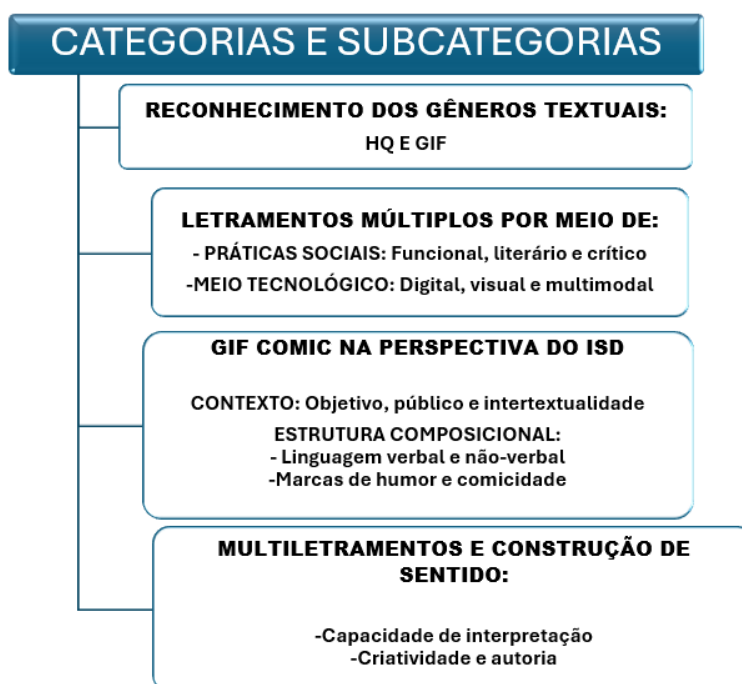 CATEGORIAS E SUBCATEGORIAS
RECONHECIMENTO DOS GÊNEROS TEXTUAIS:
HQ E GIF
LETRAMENTOS MÚLTIPLOS POR MEIO DE:
- PRÁTICAS SOCIAIS: Funcional, literário e crítico
-MEIO TECNOLÓGICO: Digital, visual e multimodal
GIF COMIC NA PERSPECTIVA DO ISD
CONTEXTO: Objetivo, público e intertextualidade
ESTRUTURA COMPOSICIONAL:
- Linguagem verbal e não-verbal
-Marcas de humor e comicidade
MULTILETRAMENTOS E CONSTRUÇÃO DE
SENTIDO:
-Capacidade de interpretação
-Criatividade e autoria